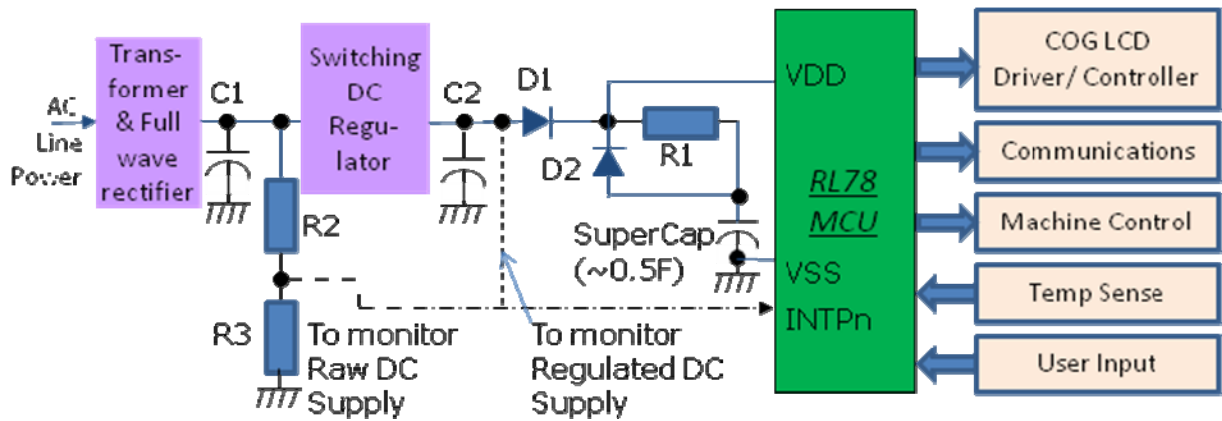 AC
Line
Power
Trans-
former
& Full
wave
rectifier
C1
Switching
DC
Regu-
lator
C2
D1
D2
R1
R2
R3
SuperCap
(~0.5F)
To monitor
Raw DC
Supply
To monitor
Regulated DC
Supply
VDD
RL78
MCU
VSS
INTPn
COG LCD
Driver/ Controller
Communications
Machine Control
Temp Sense
User Input